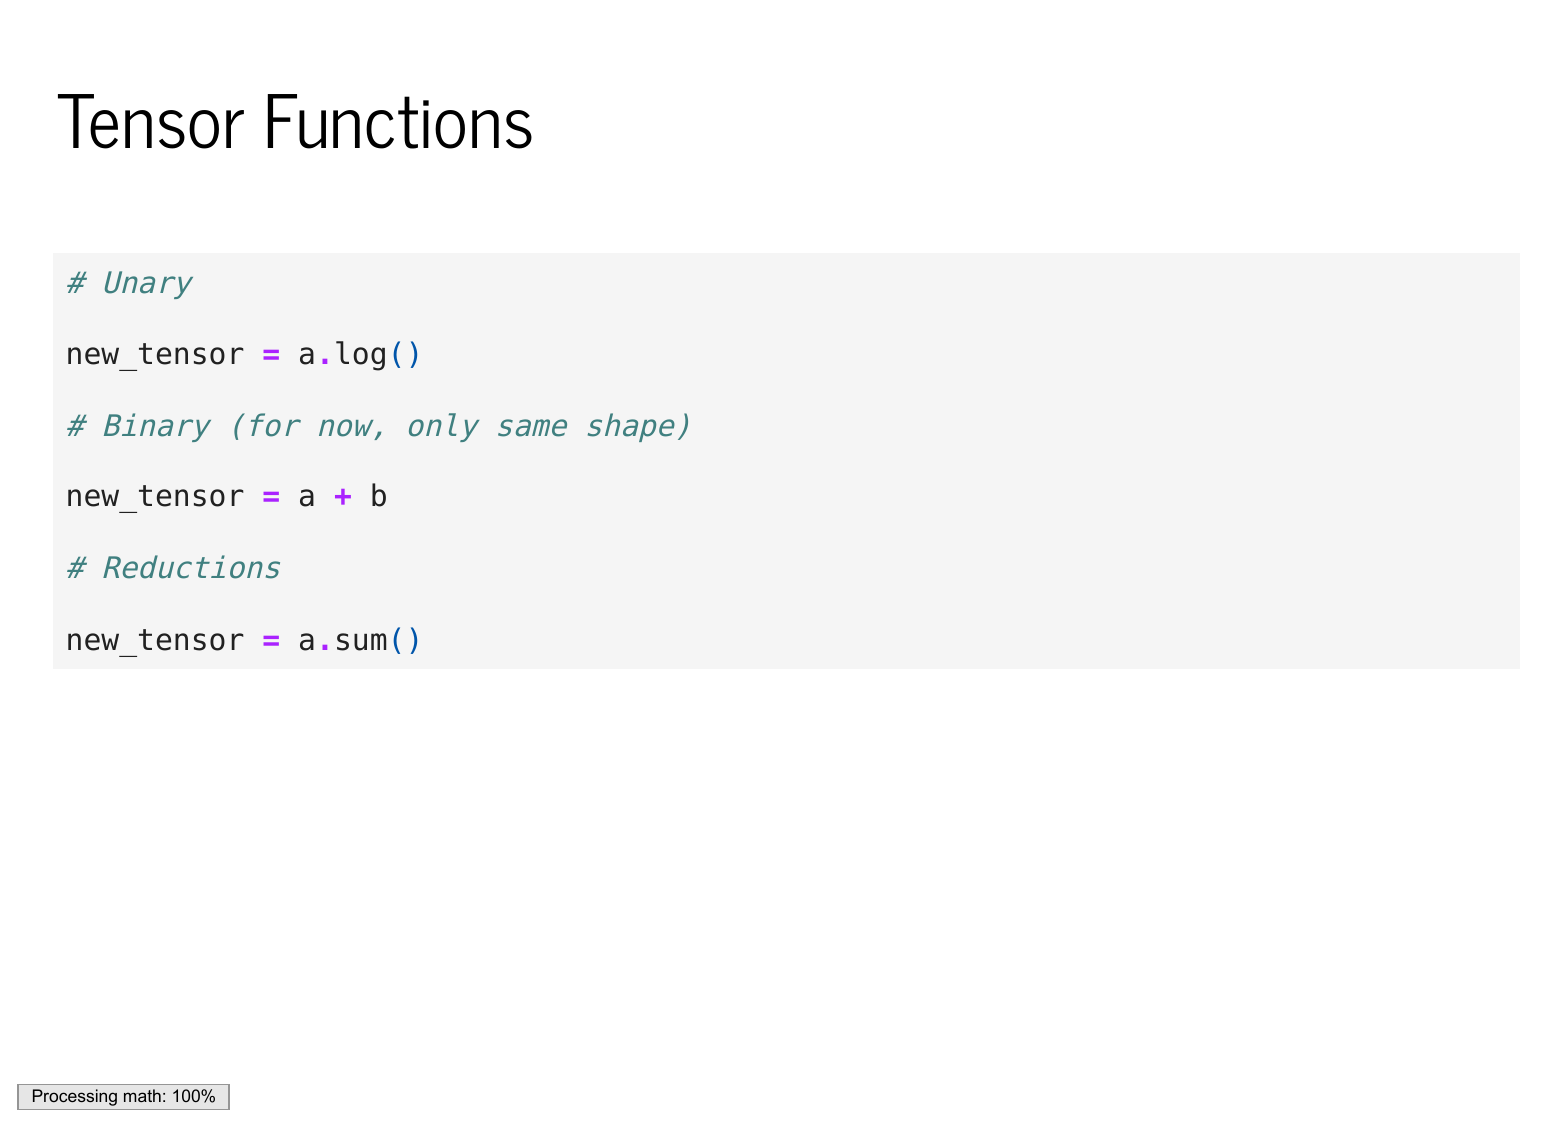 Tensor Functions
# Unary
new_tensor = a.log()
# Binary (for now, only same shape)
new_tensor = a + b
# Reductions
new_tensor = a.sum()
Processing math: 100%